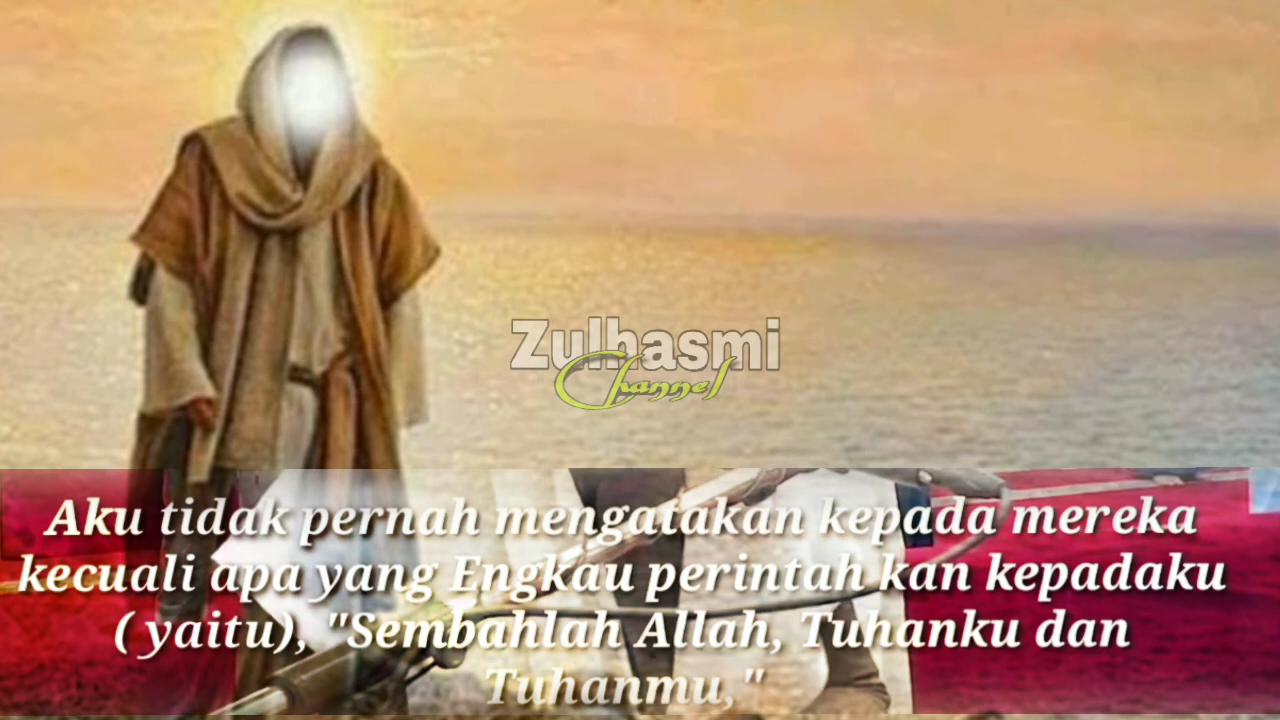 Zulhasmi
Channel
Aku tidak pernah mengatakan kepada mereka
kecuali apa yang Engkau perintah kan kepadaku
( yaitu), "Sembahlah Allah, Tuhanku dan
Tuhanmu,"